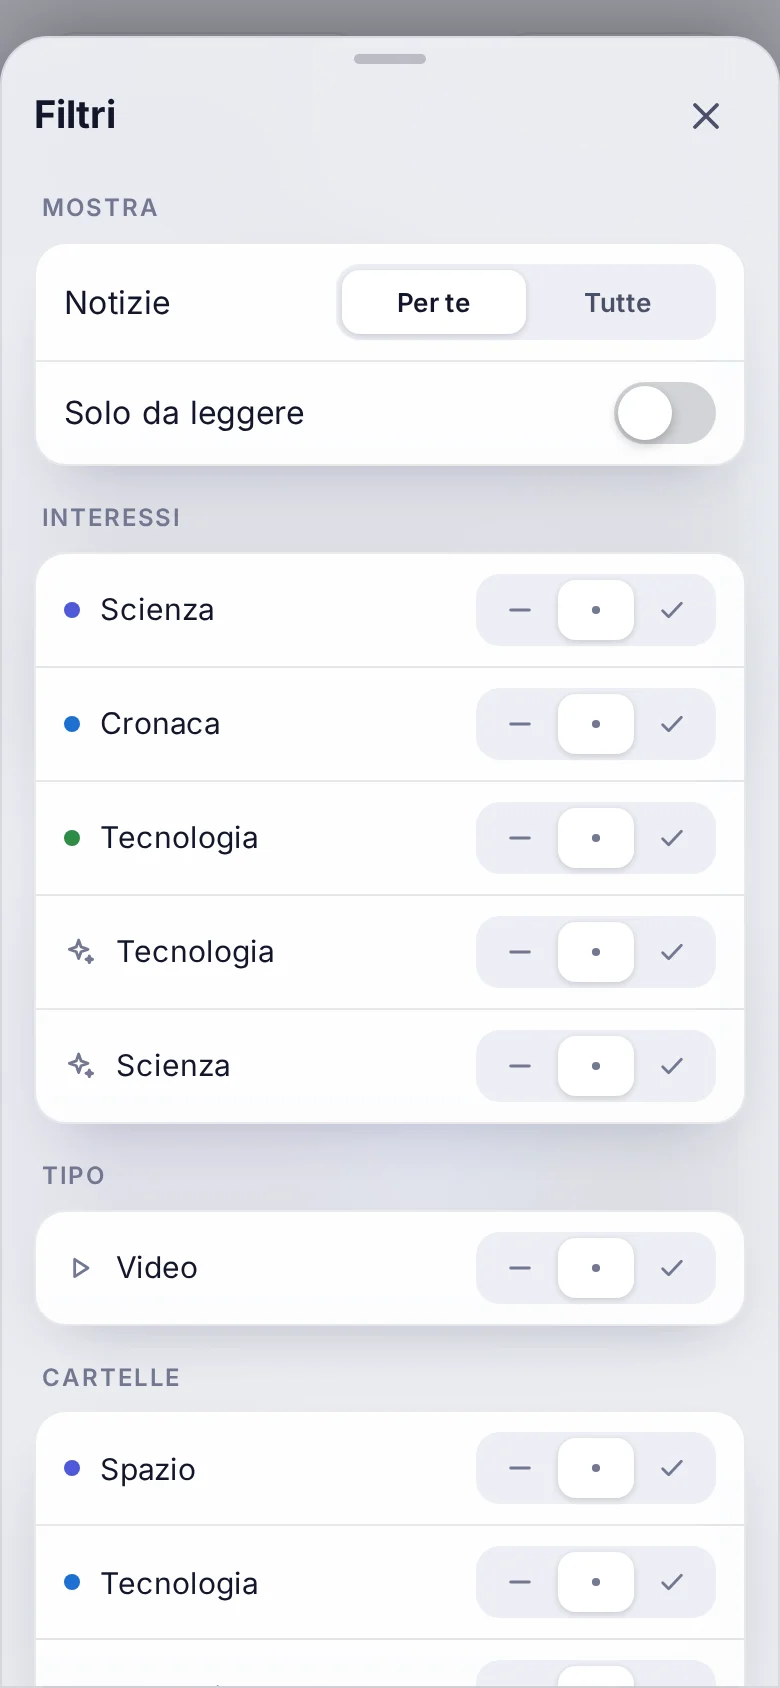 Filtri
MOSTRA
Notizie
Per te
Tutte
Solo da leggere
INTERESSI
Scienza
Cronaca
Tecnologia
Tecnologia
Scienza
TIPO
Video
CARTELLE
Spazio
Tecnologia